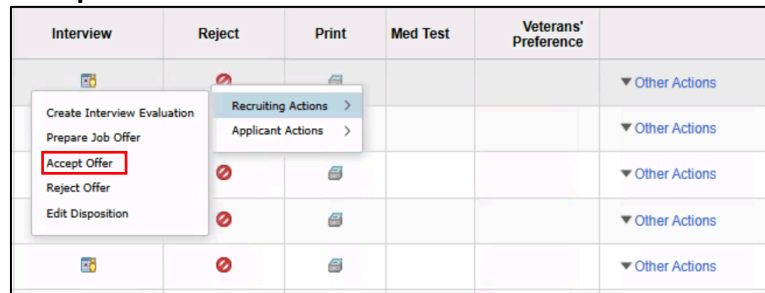 Interview Reject Print Med Test Veterans' Preference
Other Actions
Recruiting Actions
Create Interview Evaluation
Applicant Actions
Other Actions
Prepare Job Offer
Accept Offer
Other Actions
Reject Offer
Edit Disposition
Other Actions
Other Actions